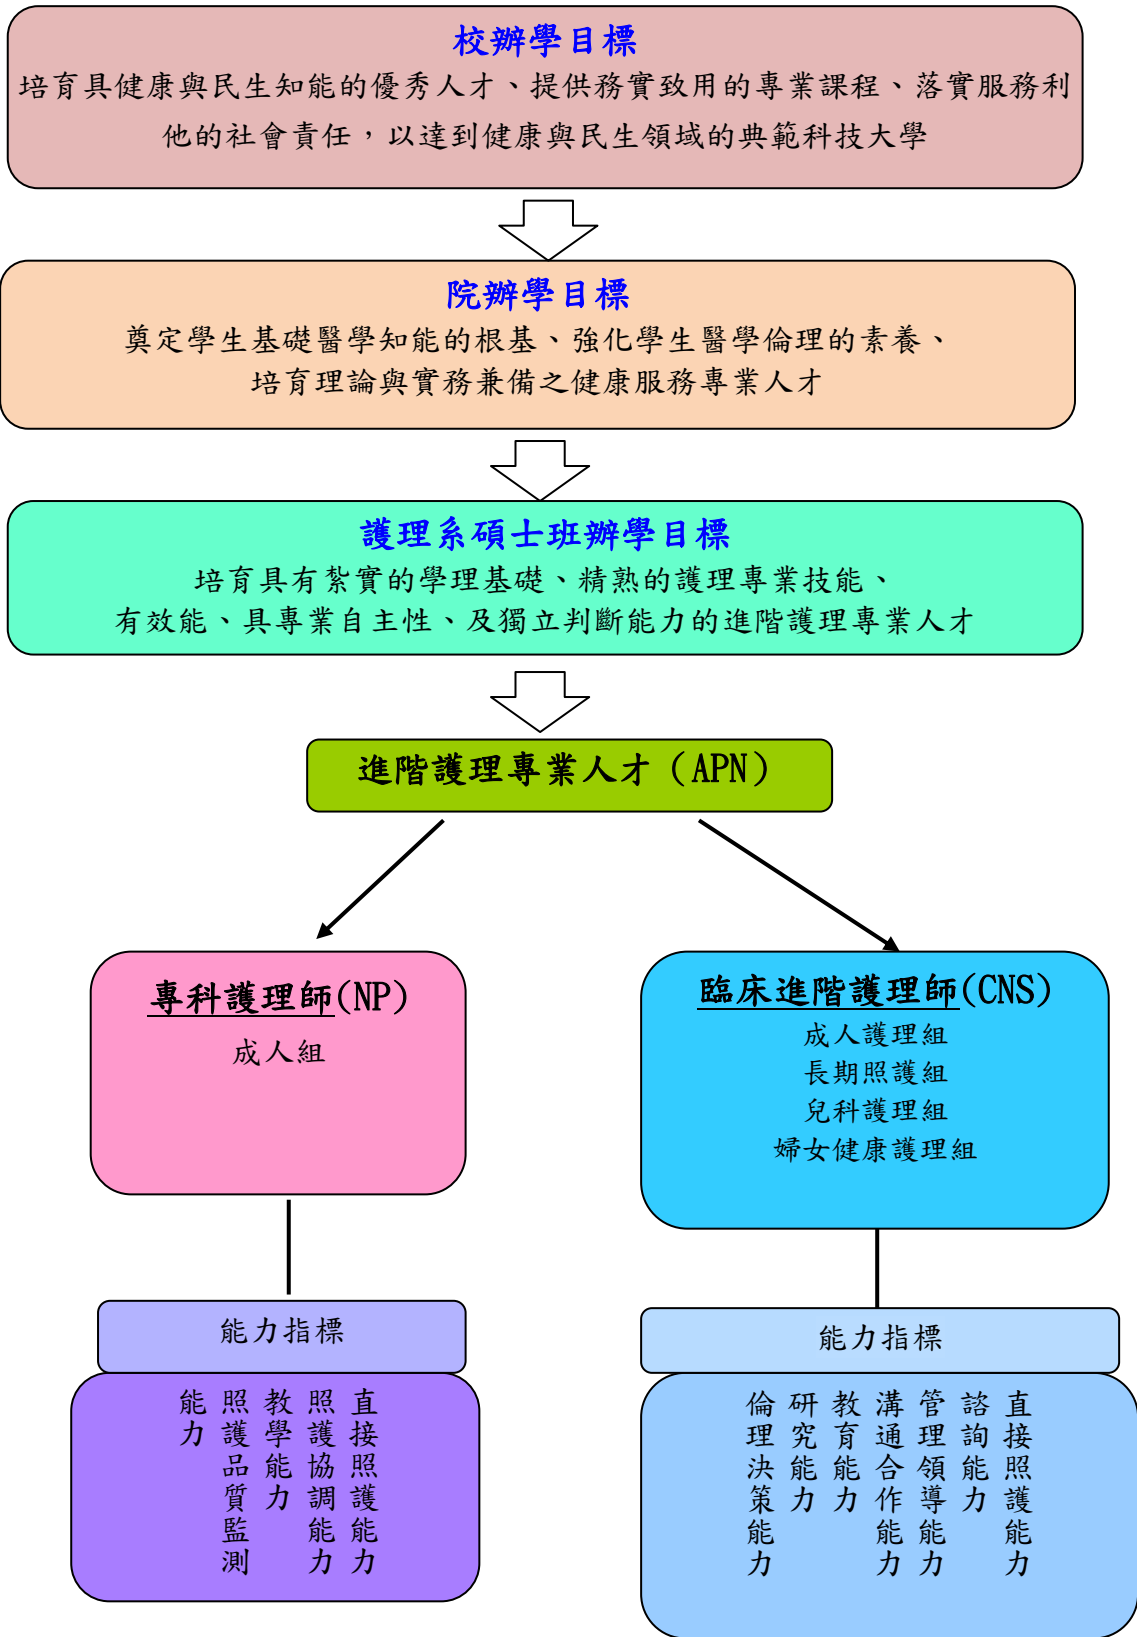 校辦學目標
培育具健康與民生知能的優秀人才、提供務實致用的專業課程、落實服務利
他的社會責任，以達到健康與民生領域的典範科技大學
院辦學目標
奠定學生基礎醫學知能的根基、強化學生醫學倫理的素養、
培育理論與實務兼備之健康服務專業人才
護理系碩士班辦學目標
培育具有紮實的學理基礎、精熟的護理專業技能、
有效能、具專業自主性、及獨立判斷能力的進階護理專業人才
進階護理專業人才（APN）
專科護理師(NP)
成人組
臨床進階護理師(CNS)
成人護理組
長期照護組
兒科護理組
婦女健康護理組
能力指標
直接照護能力
照護協調能力
教學能力
照護品質監測
能力
能力指標
直接照護能力
諮詢能力
管理領導能力
溝通合作能力
教育能力
研究能力
倫理決策能力